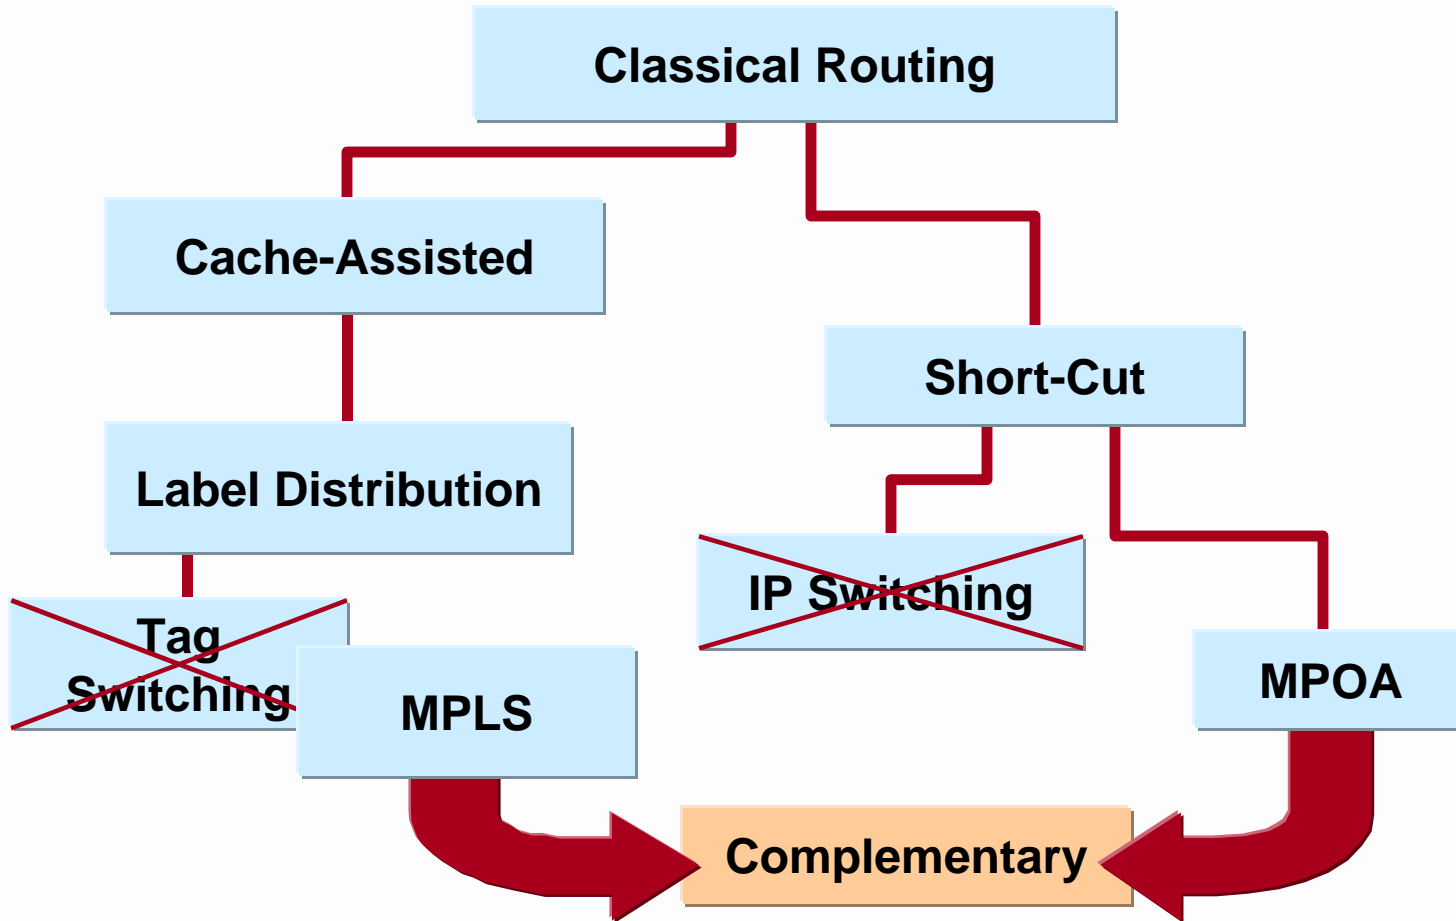 Classical Routing
Cache-Assisted
Short-Cut
Label Distribution
IP Switching
Tag
Switching
MPLS
MPOA
Complementary